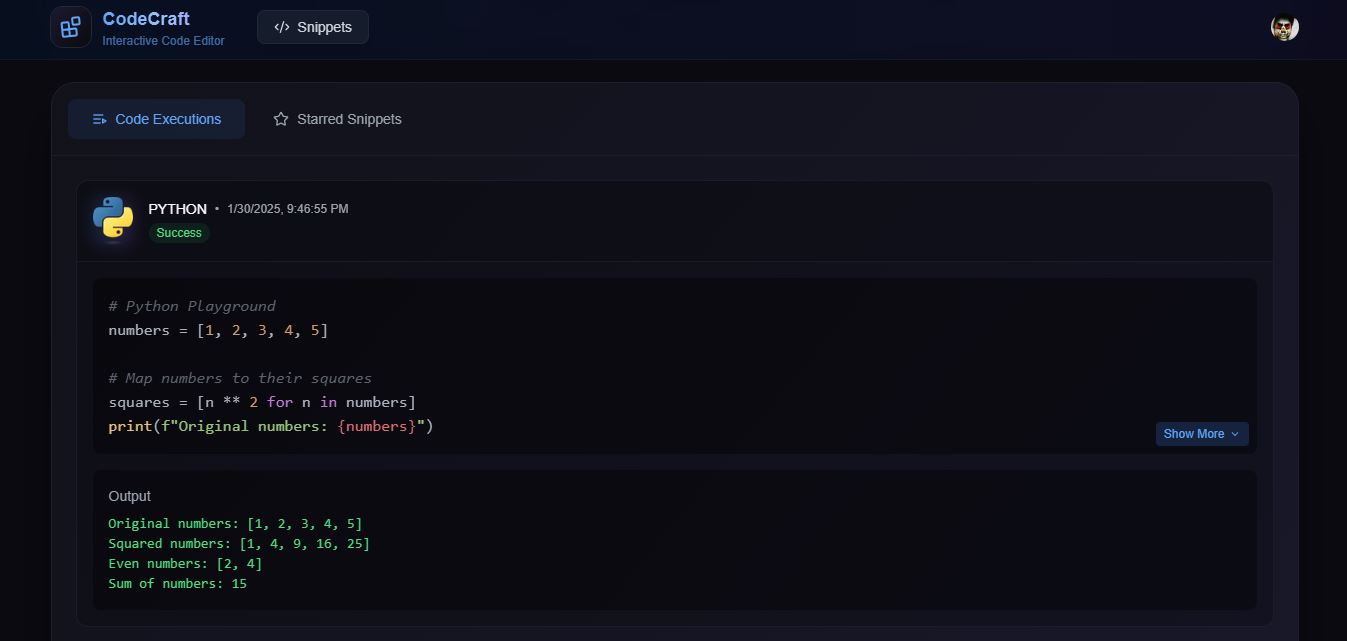 CodeCraft
Interactive Code Editor
</> Snippets
Code Executions
Starred Snippets
PYTHON • 1/30/2025, 9:46:55 PM
Success
# Python Playground
numbers = [1, 2, 3, 4, 5]
# Map numbers to their squares
squares = [n ** 2 for n in numbers]
print(f"Original numbers: {numbers}")
Show More
Output
Original numbers: [1, 2, 3, 4, 5]
Squared numbers: [1, 4, 9, 16, 25]
Even numbers: [2, 4]
Sum of numbers: 15